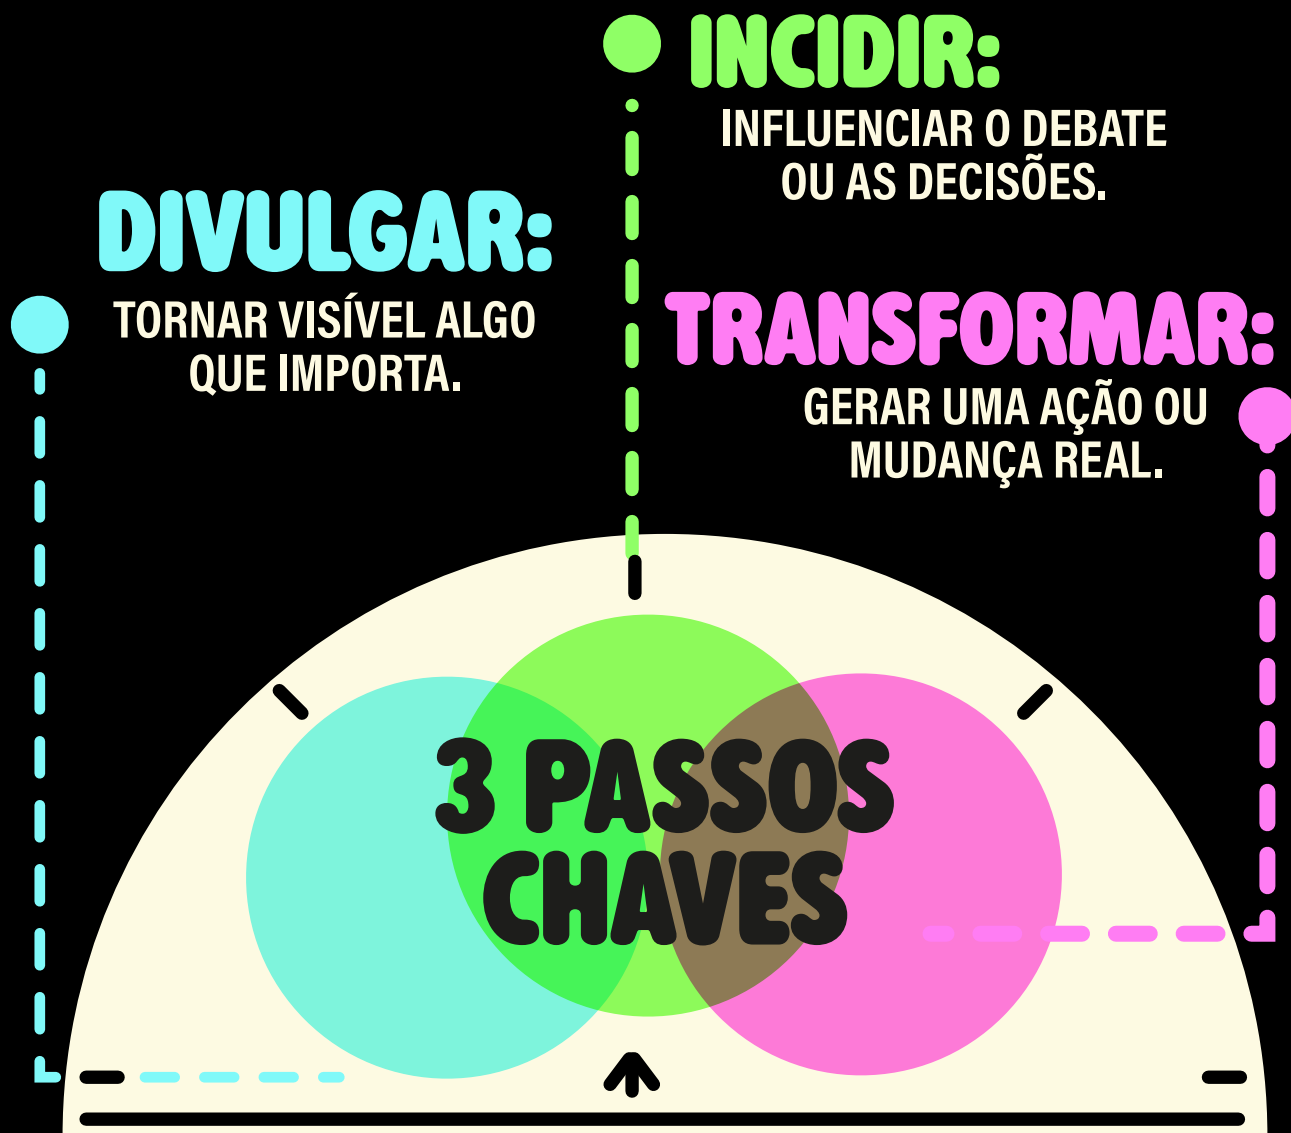 DIVULGAR:
TORNAR VISÍVEL ALGO
QUE IMPORTA.
INCIDIR:
INFLUENCIAR O DEBATE
OU AS DECISÕES.
TRANSFORMAR:
GERAR UMA AÇÃO OU
MUDANÇA REAL.
3 PASSOS
CHAVES